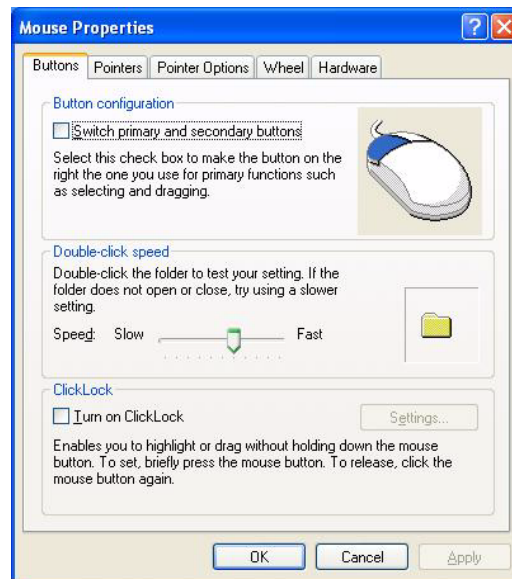 Mouse Properties
?
X
Buttons Pointers Pointer Options Wheel Hardware
Button configuration
Switch primary and secondary buttons
Select this check box to make the button on the
right the one you use for primary functions such
as selecting and dragging.
Double-click speed
Double-click the folder to test your setting. If the
folder does not open or close, try using a slower
setting.
Speed: Slow Fast
ClickLock
Turn on ClickLock Settings...
Enables you to highlight or drag without holding down the mouse
button. To set, briefly press the mouse button. To release, click the
mouse button again.
OK Cancel Apply